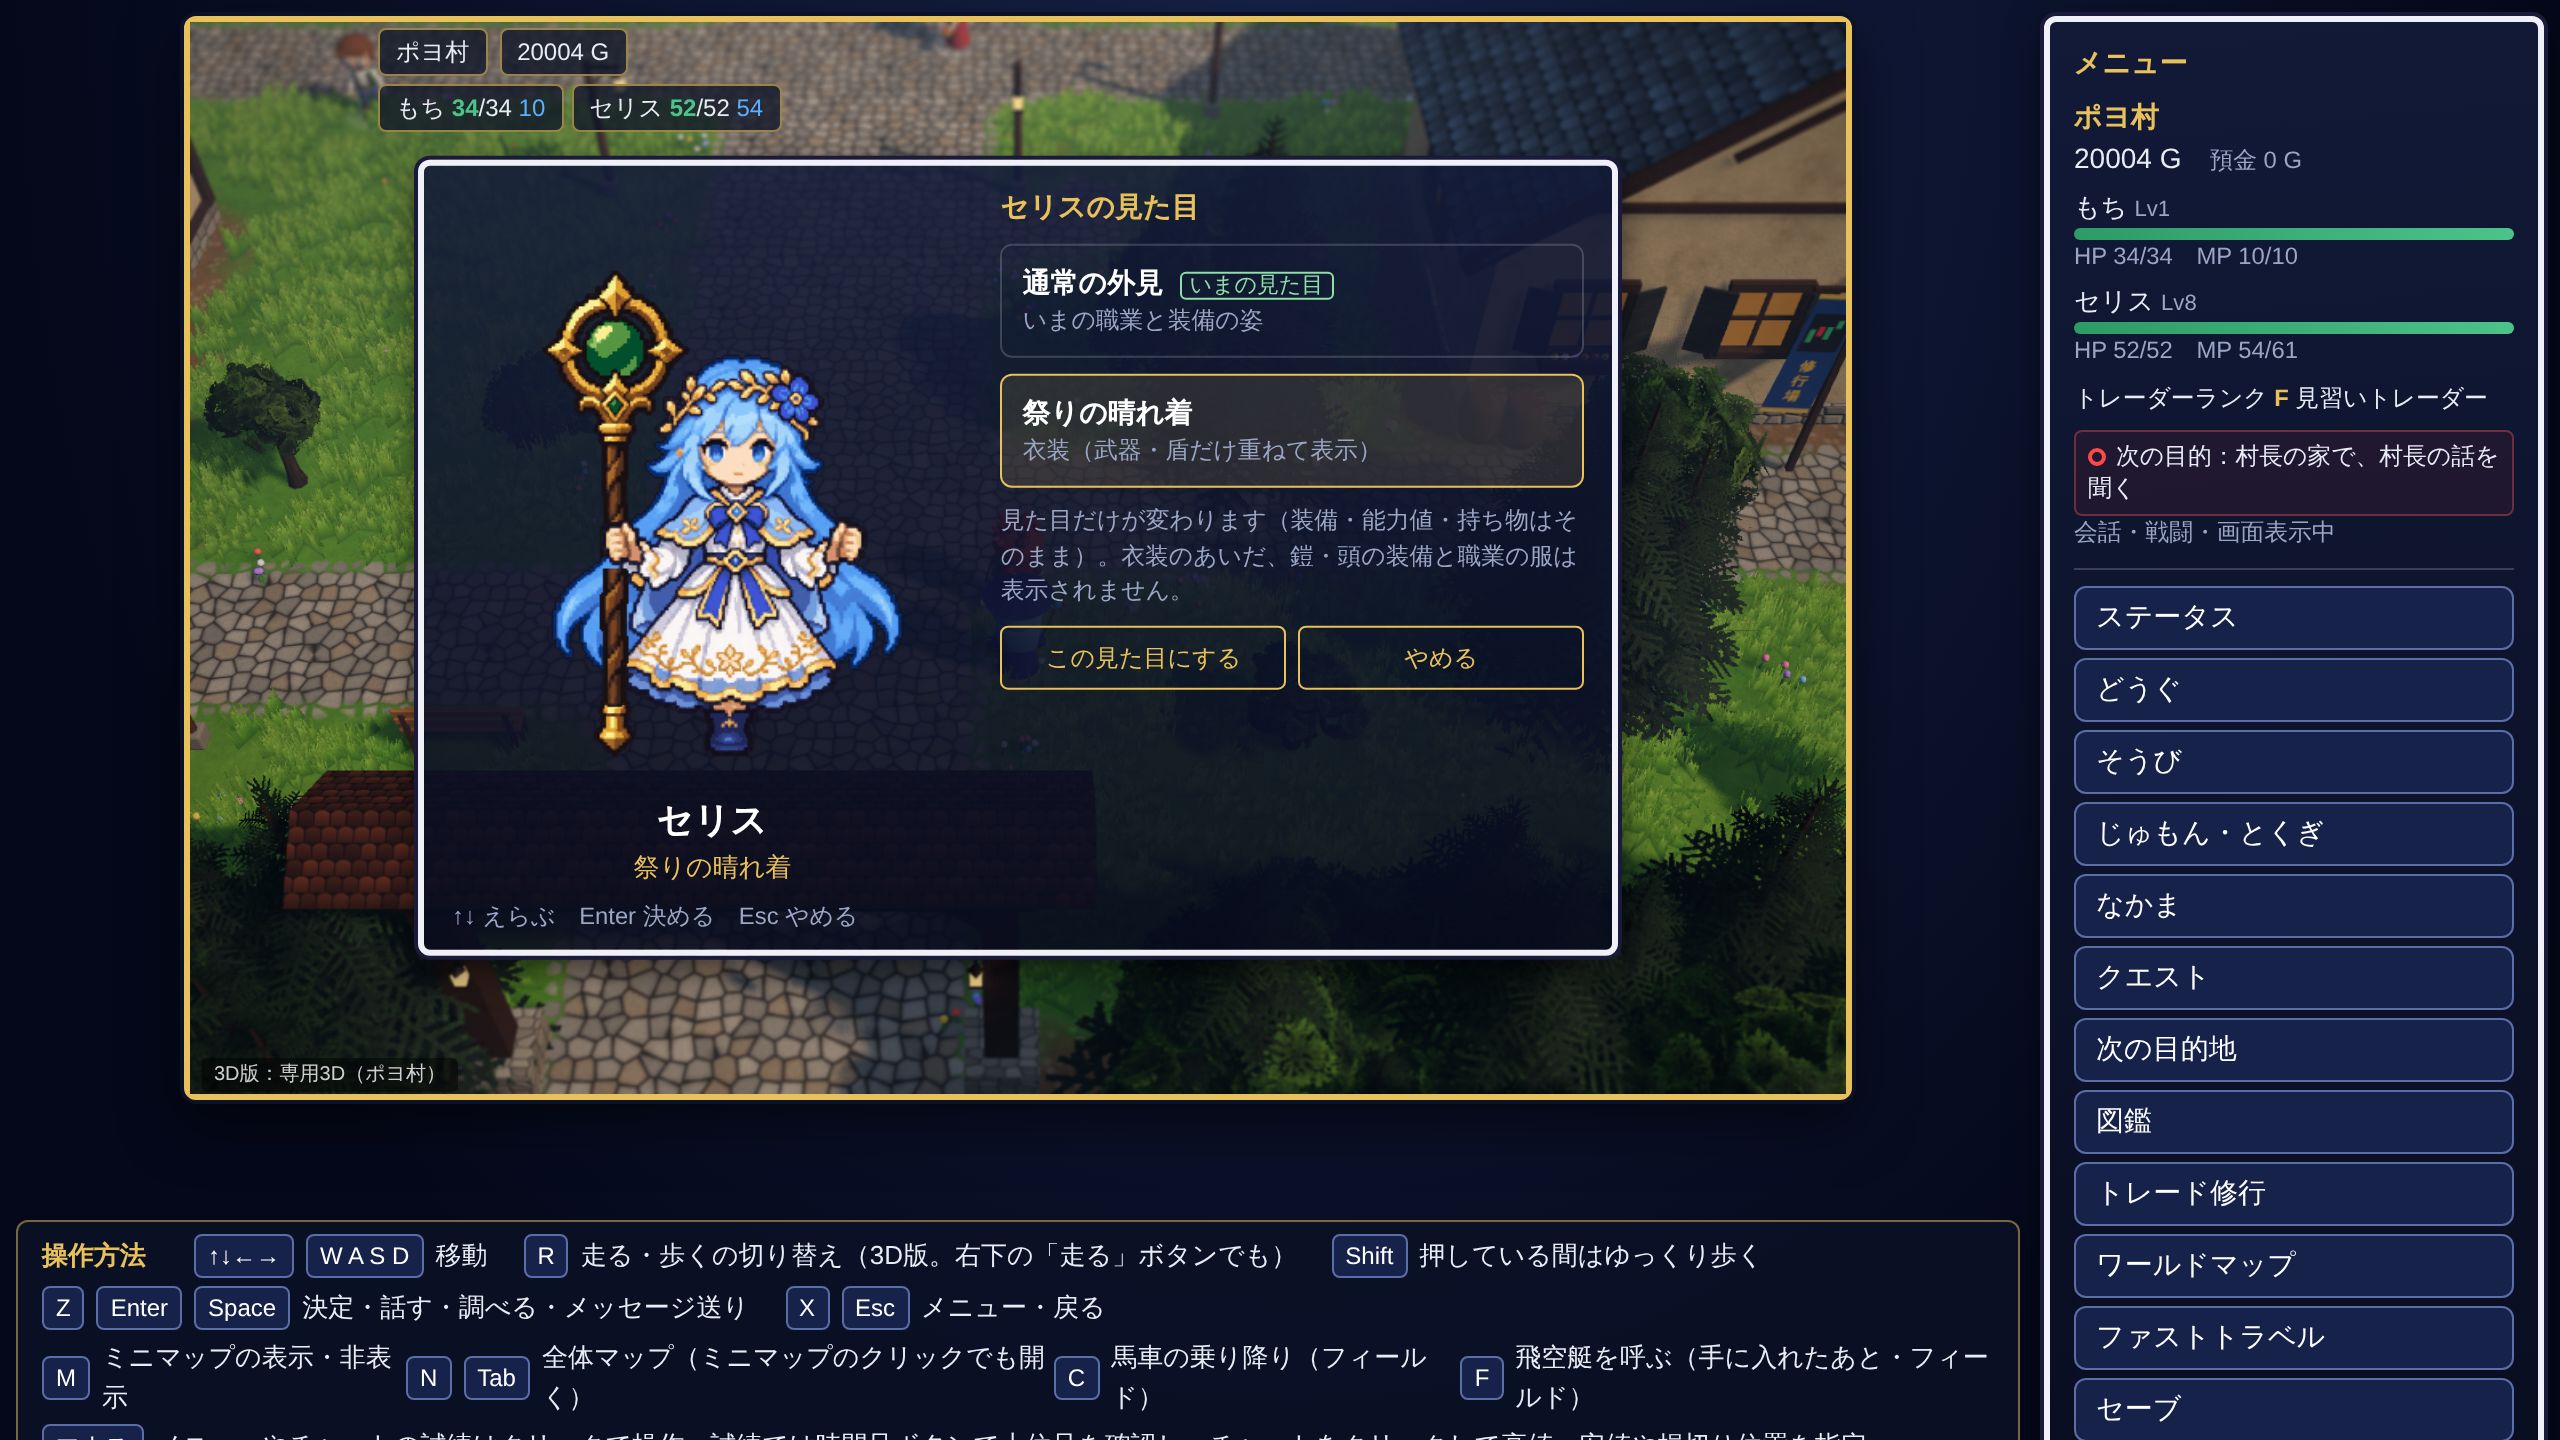 ポヨ村 20004 G
もち 34/34 10 セリス 52/52 54
セリスの見た目
通常の外見 いまの見た目
いまの職業と装備の姿
祭りの晴れ着
衣装（武器・盾だけ重ねて表示）
見た目だけが変わります（装備・能力値・持ち物はそ
のまま）。衣装のあいだ、鎧・頭の装備と職業の服は
表示されません。
この見た目にする やめる
セリス
祭りの晴れ着
↑↓ えらぶ Enter 決める Esc やめる
修行場
3D版：専用3D（ポヨ村）
メニュー
ポヨ村
20004 G 預金 0 G
もち Lv1
HP 34/34 MP 10/10
セリス Lv8
HP 52/52 MP 54/61
トレーダーランク F 見習いトレーダー
次の目的：村長の家で、村長の話を
聞く
会話・戦闘・画面表示中
ステータス
どうぐ
そうび
じゅもん・とくぎ
なかま
クエスト
次の目的地
図鑑
トレード修行
ワールドマップ
ファストトラベル
セーブ
操作方法 ↑↓←→ W A S D 移動 R 走る・歩くの切り替え（3D版。右下の「走る」ボタンでも） Shift 押している間はゆっくり歩く
Z Enter Space 決定・話す・調べる・メッセージ送り X Esc メニュー・戻る
M ミニマップの表示・非表示 N Tab 全体マップ（ミニマップのクリックでも開く） C 馬車の乗り降り（フィールド） F 飛空艇を呼ぶ（手に入れたあと・フィールド）